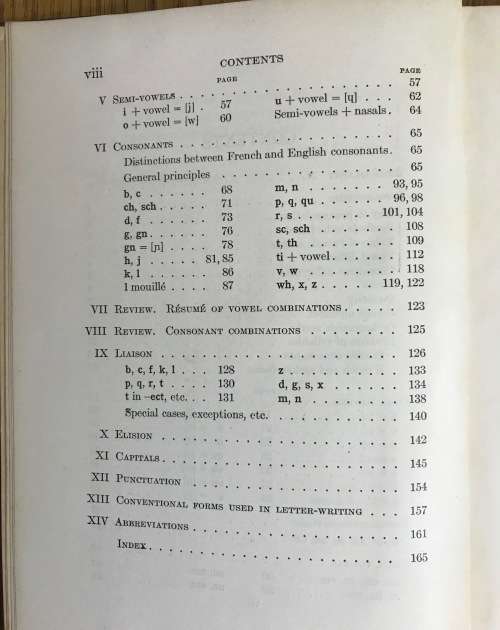 viii CONTENTS
PAGE PAGE
V SEMI-VOWELS . . . . . . . . . . . . . . . . . . 57
i + vowel = [j] . 57 u + vowel = [ɥ] . . . 62
o + vowel = [w] 60 Semi-vowels + nasals . 64
VI CONSONANTS . . . . . . . . . . . . . . . . . . 65
Distinctions between French and English consonants . 65
General principles . . . . . . . . . . . . . . 65
b, c . . . . . 68 m, n . . . . . . . 93, 95
ch, sch . . . . 71 p, q, qu . . . . . 96, 98
d, f . . . . . 73 r, s . . . . . . . 101, 104
g, gn . . . . . 76 sc, sch . . . . . . 108
gn = [ɲ] . . . . 78 t, th . . . . . . . 109
h, j . . . . 81, 85 ti + vowel . . . . . 112
k, l . . . . . 86 v, w . . . . . . . 118
l mouillé . . . . 87 wh, x, z . . . . . 119, 122
VII REVIEW. RÉSUMÉ OF VOWEL COMBINATIONS . . . . . 123
VIII REVIEW. CONSONANT COMBINATIONS . . . . . . . . 125
IX LIAISON . . . . . . . . . . . . . . . . . . . 126
b, c, f, k, l . . . 128 z . . . . . . . . . 133
p, q, r, t . . . . 130 d, g, s, x . . . . . 134
t in –ect, etc. . . 131 m, n . . . . . . . 138
Special cases, exceptions, etc. . . . . . . . . . . 140
X ELISION . . . . . . . . . . . . . . . . . . . 142
XI CAPITALS . . . . . . . . . . . . . . . . . . . 145
XII PUNCTUATION . . . . . . . . . . . . . . . . . 154
XIII CONVENTIONAL FORMS USED IN LETTER-WRITING . . . 157
XIV ABBREVIATIONS . . . . . . . . . . . . . . . . 161
INDEX . . . . . . . . . . . . . . . . . . . . 165